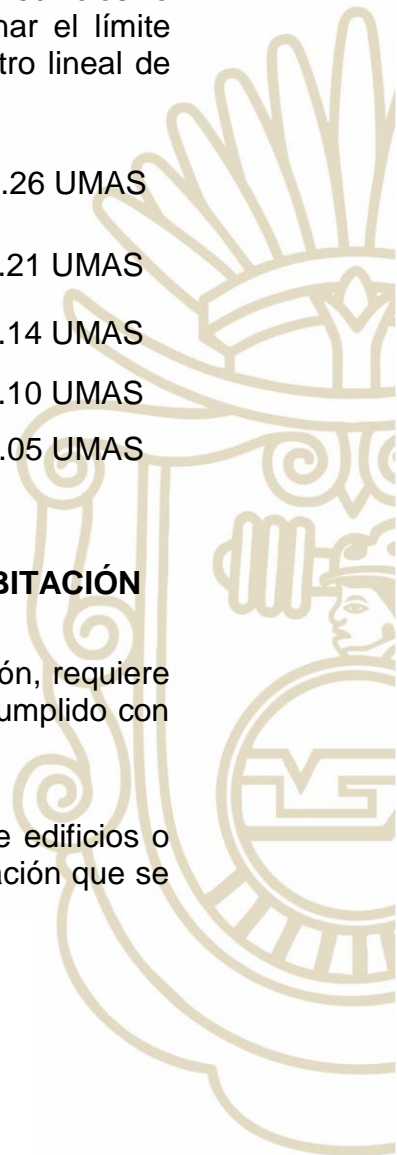 nar el límite
tro lineal de
.26 UMAS
.21 UMAS
.14 UMAS
.10 UMAS
.05 UMAS
BITACIÓN
ón, requiere
umplido con
e edificios o
ación que se